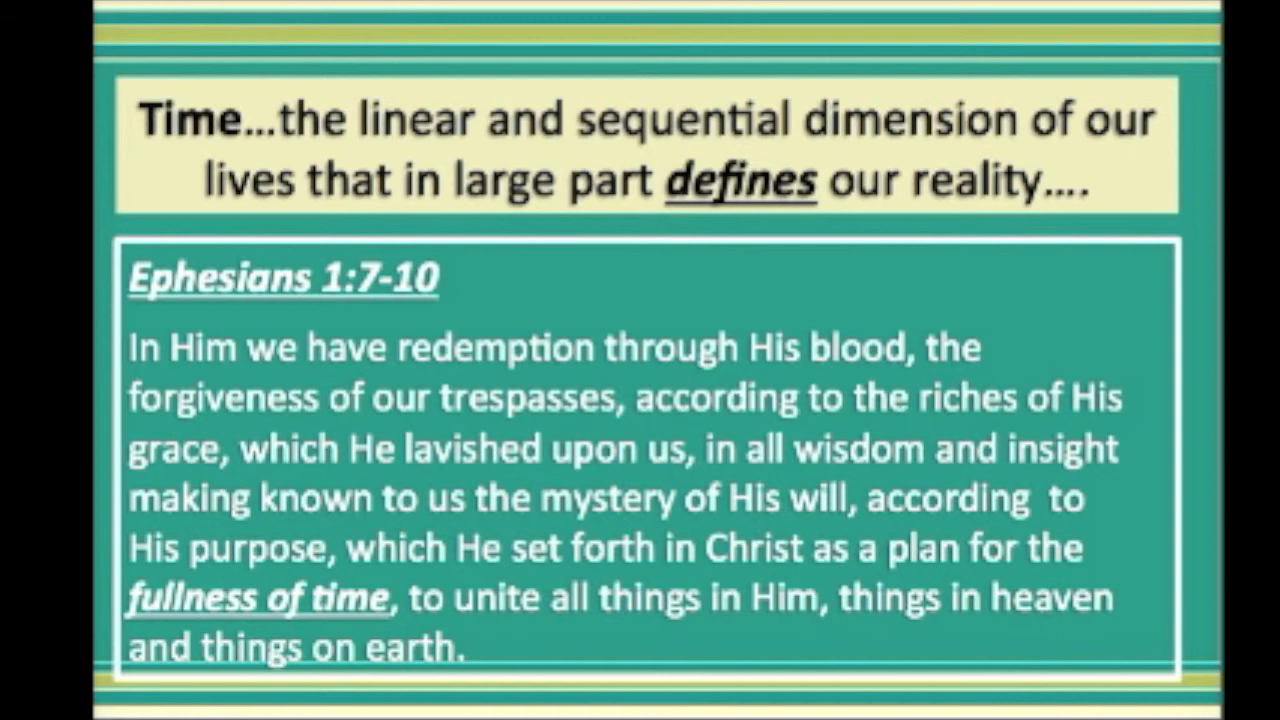 Time...the linear and sequential dimension of our
lives that in large part defines our reality....
Ephesians 1:7-10
In Him we have redemption through His blood, the
forgiveness of our trespasses, according to the riches of His
grace, which He lavished upon us, in all wisdom and insight
making known to us the mystery of His will, according  to
His purpose, which He set forth in Christ as a plan for the
fullness of time, to unite all things in Him, things in heaven
and things on earth.